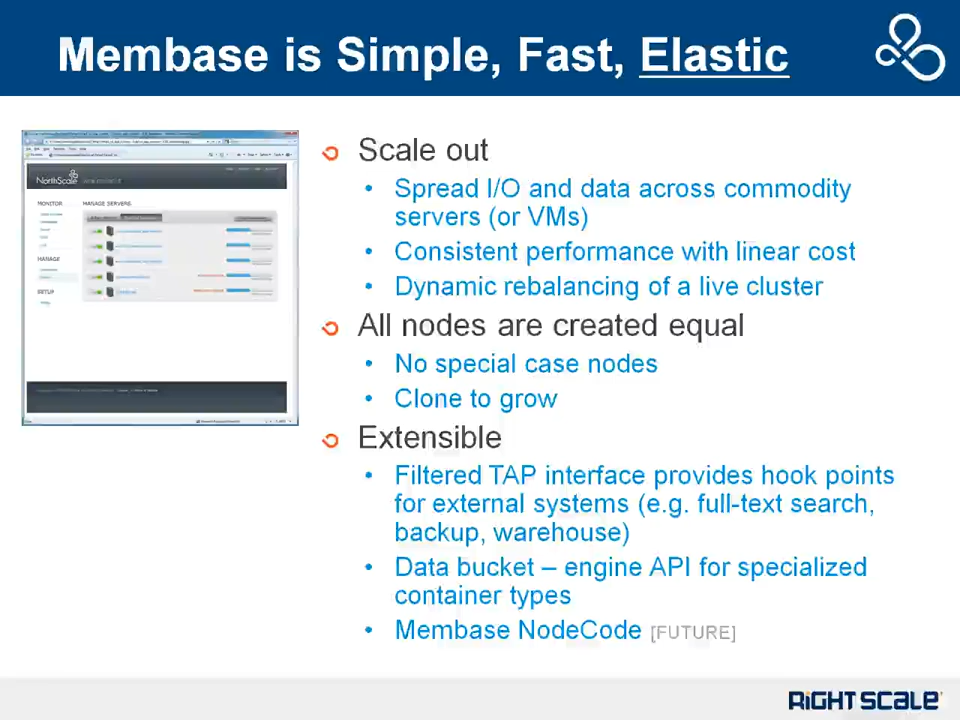 Membase is Simple, Fast, Elastic
NorthScale
MONITOR
MANAGE SERVERS
MANAGE
SETUP
Scale out
• Spread I/O and data across commodity
servers (or VMs)
• Consistent performance with linear cost
• Dynamic rebalancing of a live cluster
All nodes are created equal
• No special case nodes
• Clone to grow
Extensible
• Filtered TAP interface provides hook points
for external systems (e.g. full-text search,
backup, warehouse)
• Data bucket – engine API for specialized
container types
• Membase NodeCode [FUTURE]
RIGHTSCALE